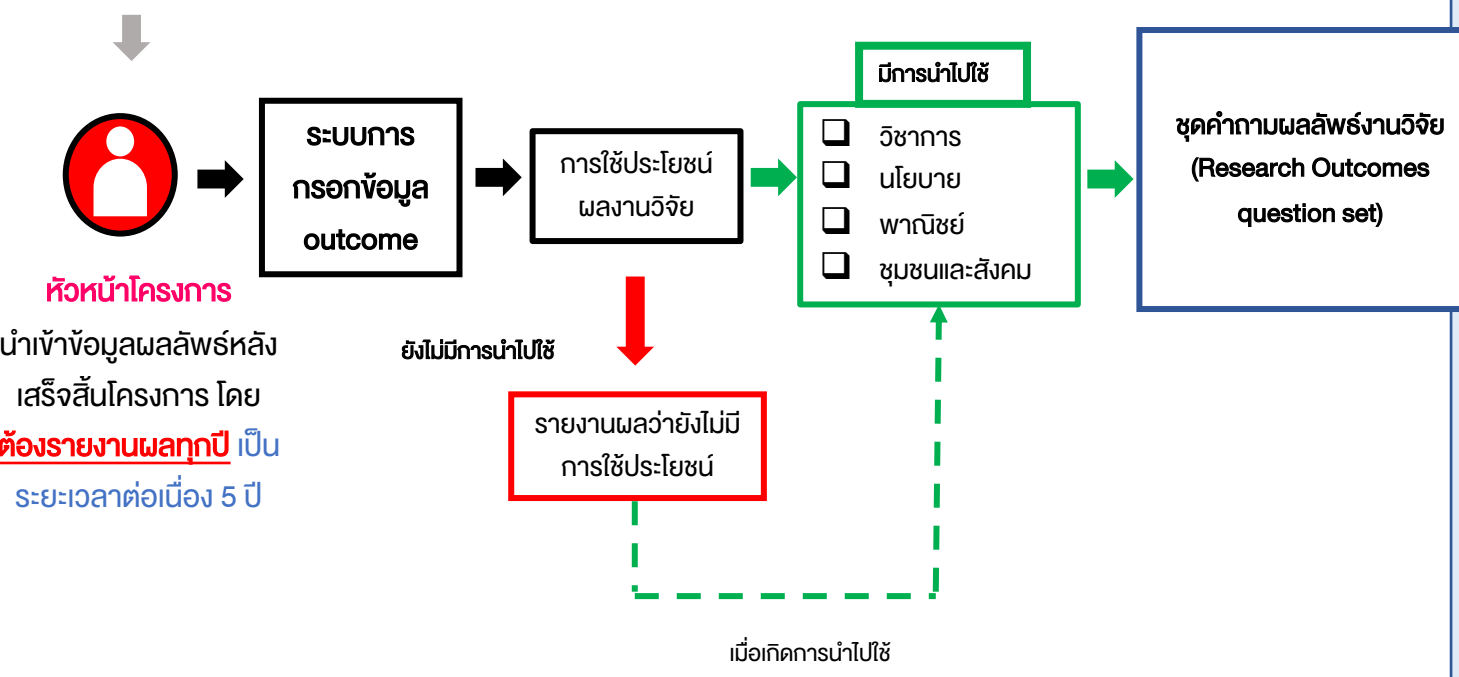 หัวหน้าโครงการ
นำเข้าข้อมูลผลลัพธ์หลัง
เสร็จสิ้นโครงการ โดย
ต้องรายงานผลทุกปี เป็น
ระยะเวลาต่อเนื่อง 5 ปี
ระบบการ
กรอกข้อมูล
outcome
การใช้ประโยชน์
ผลงานวิจัย
ยังไม่มีการนำไปใช้
รายงานผลว่ายังไม่มี
การใช้ประโยชน์
เมื่อเกิดการนำไปใช้
มีการนำไปใช้
วิชาการ
นโยบาย
พาณิชย์
ชุมชนและสังคม
ชุดคำถามผลลัพธ์งานวิจัย
(Research Outcomes
question set)